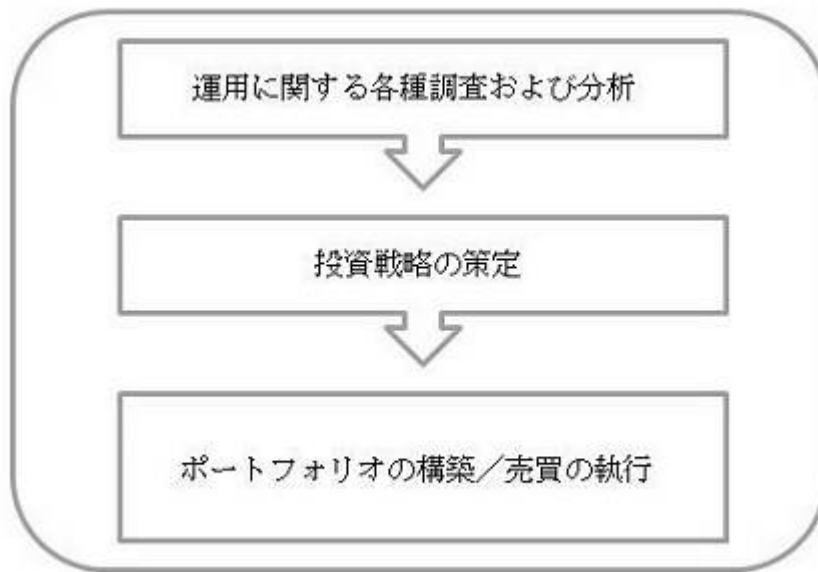 運用に関する各種調査および分析
投資戦略の策定
ポートフォリオの構築／売買の執行